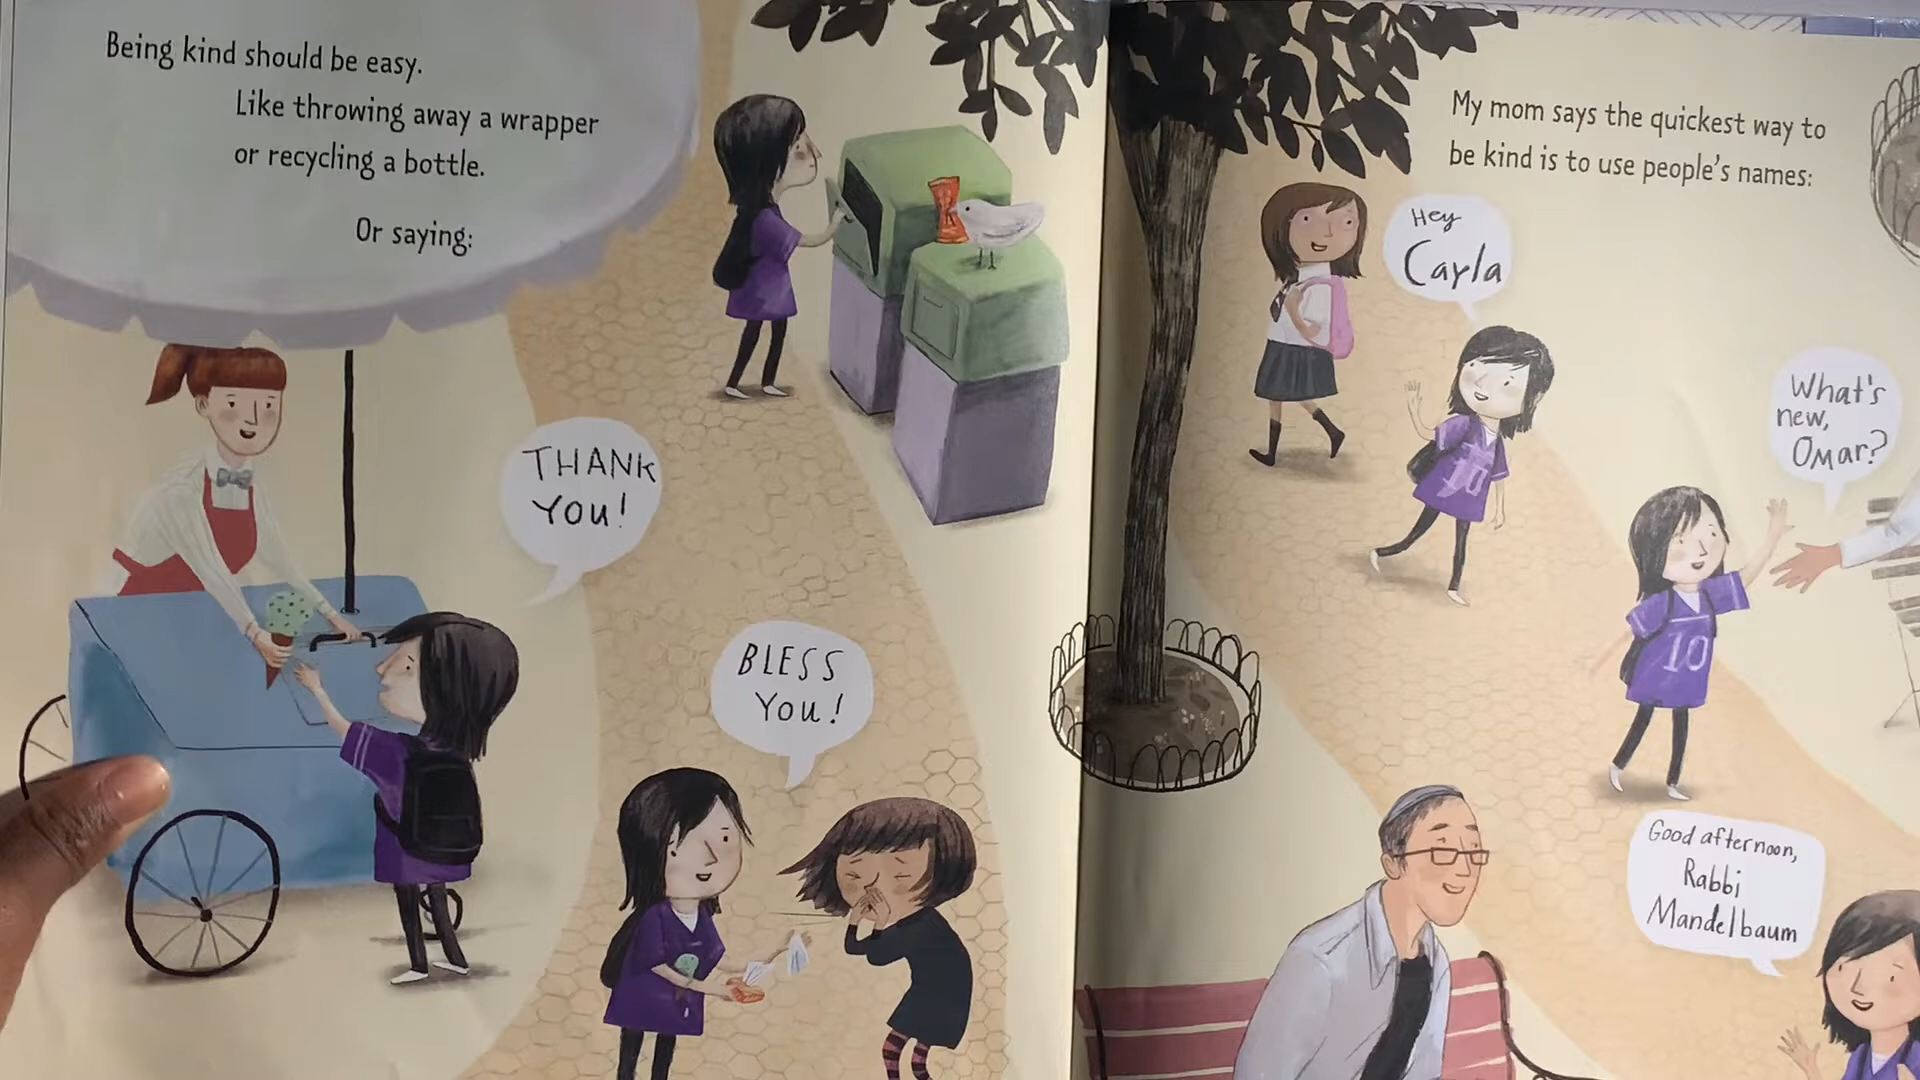 Being kind should be easy.
Like throwing away a wrapper
or recycling a bottle.
Or saying:
THANK
YOU!
BLESS
YOU!
My mom says the quickest way to
be kind is to use people's names:
Hey
Cayla
10
What's
new,
Omar?
10
Good afternoon,
Rabbi
Mandelbaum